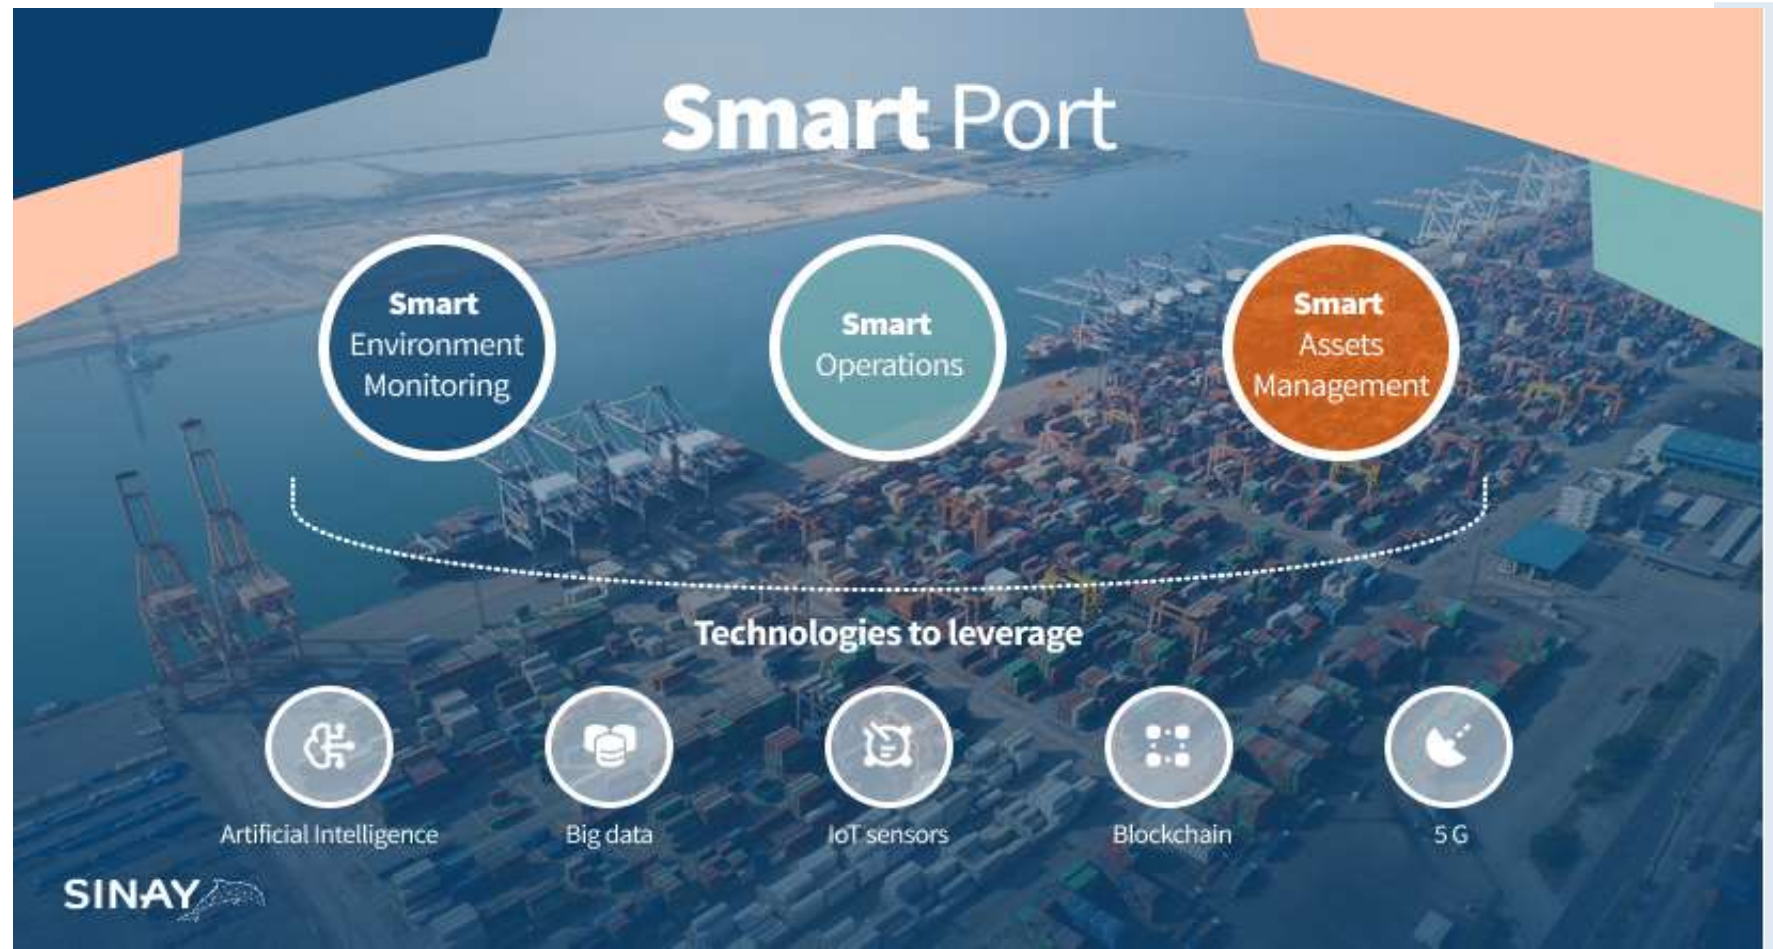 Smart Port
Smart
Environment
Monitoring
Smart
Operations
Smart
Assets
Management
Technologies to leverage
Artificial Intelligence
Big data
IoT sensors
Blockchain
5 G
SINAY